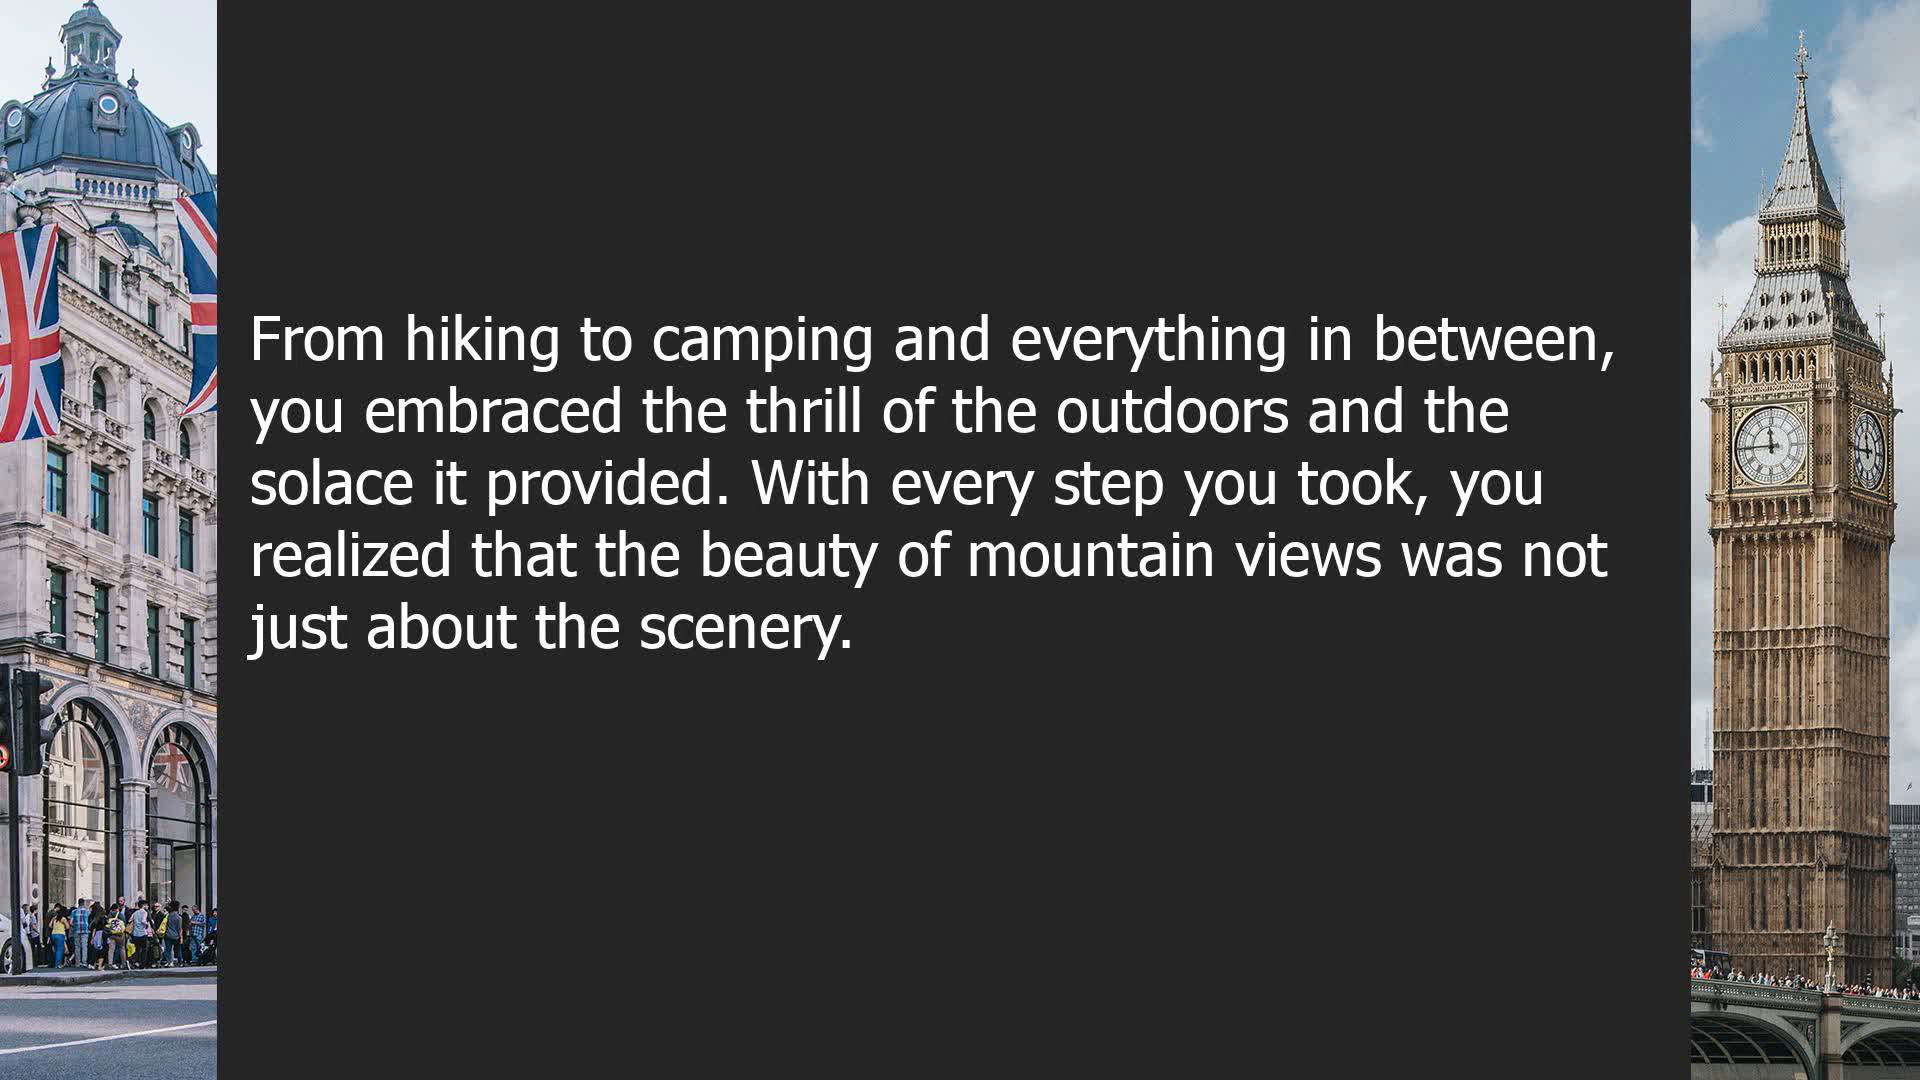 From hiking to camping and everything in between,
you embraced the thrill of the outdoors and the
solace it provided. With every step you took, you
realized that the beauty of mountain views was not
just about the scenery.